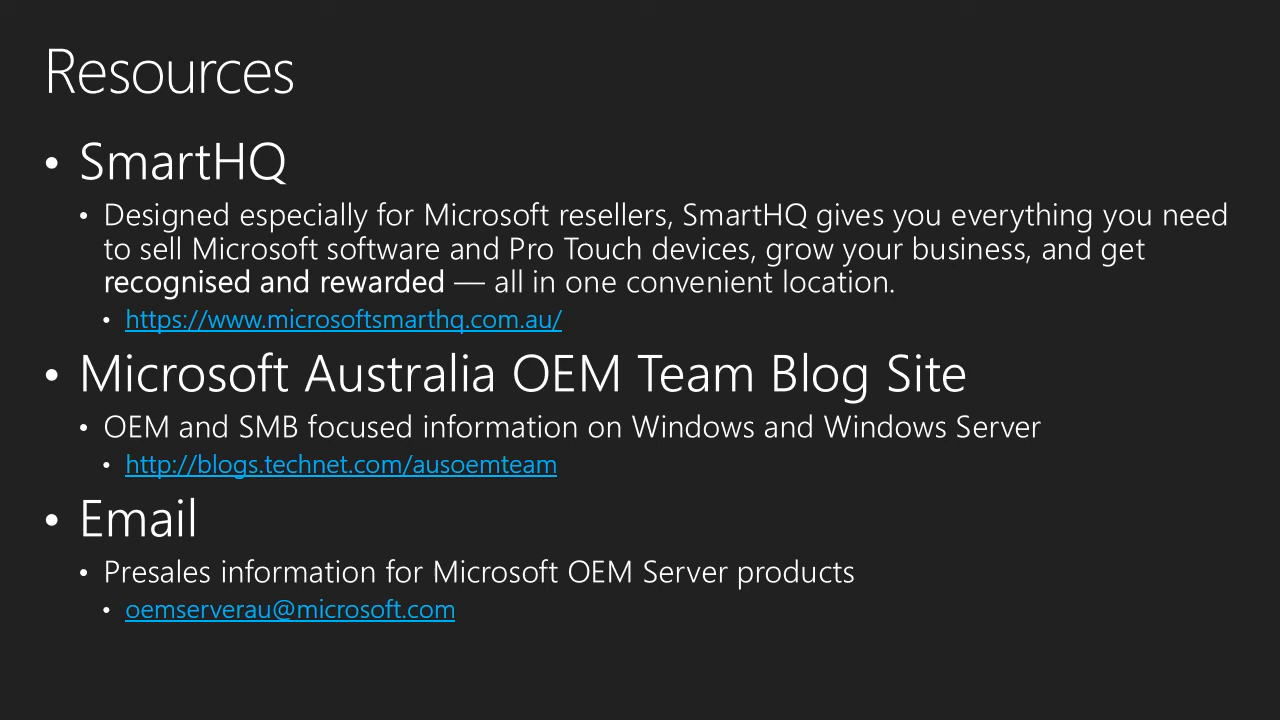 Resources
• SmartHQ
• Designed especially for Microsoft resellers, SmartHQ gives you everything you need
to sell Microsoft software and Pro Touch devices, grow your business, and get
recognised and rewarded — all in one convenient location.
• https://www.microsoftsmarthq.com.au/
• Microsoft Australia OEM Team Blog Site
• OEM and SMB focused information on Windows and Windows Server
• http://blogs.technet.com/ausoemteam
• Email
• Presales information for Microsoft OEM Server products
• oemserverau@microsoft.com